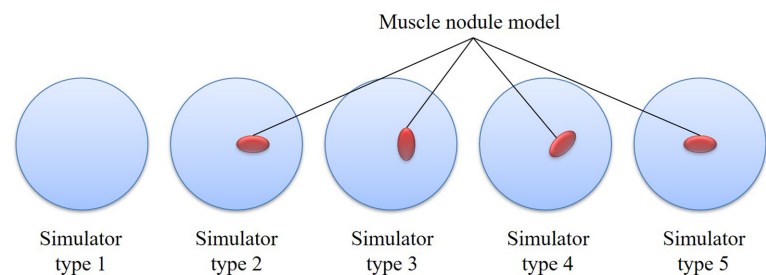 Muscle nodule model
Simulator
type 1
Simulator
type 2
Simulator
type 3
Simulator
type 4
Simulator
type 5